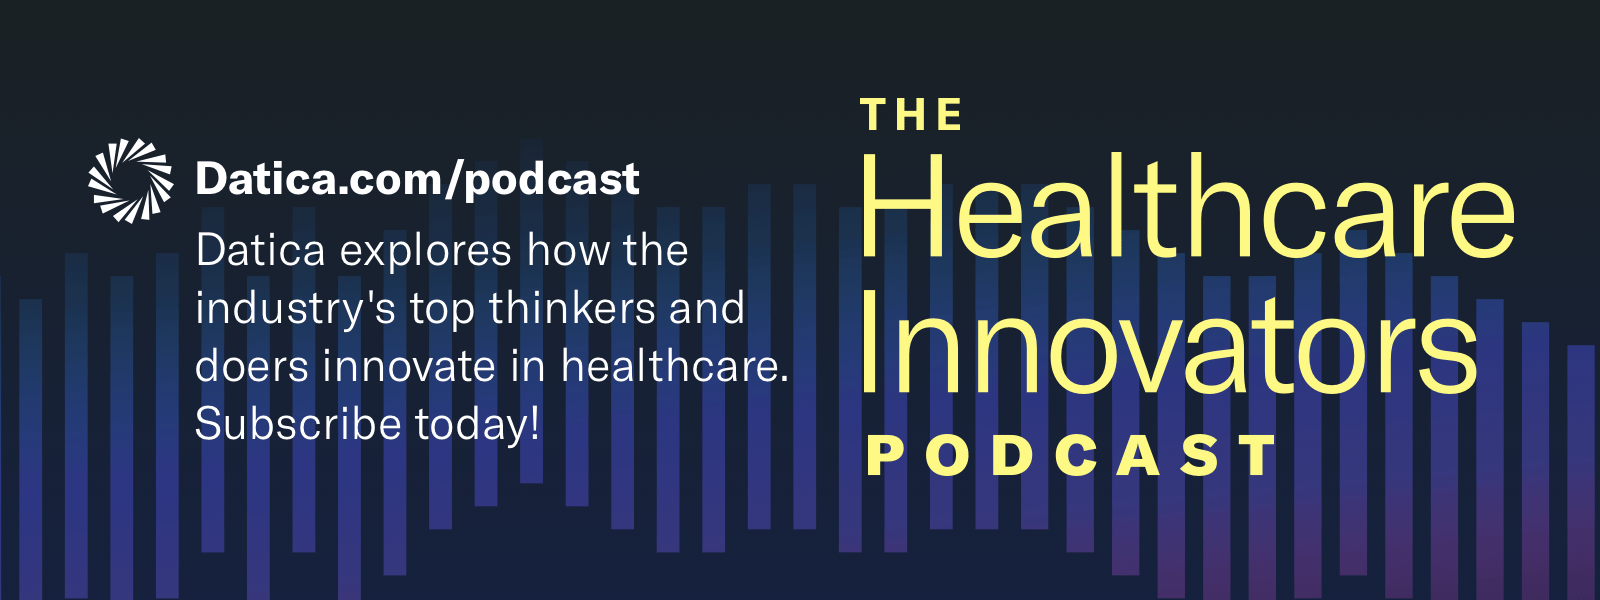 Datica.com/podcast
Datica explores how the
industry's top thinkers and
doers innovate in healthcare.
Subscribe today!
THE
Healthcare
Innovators
PODCAST